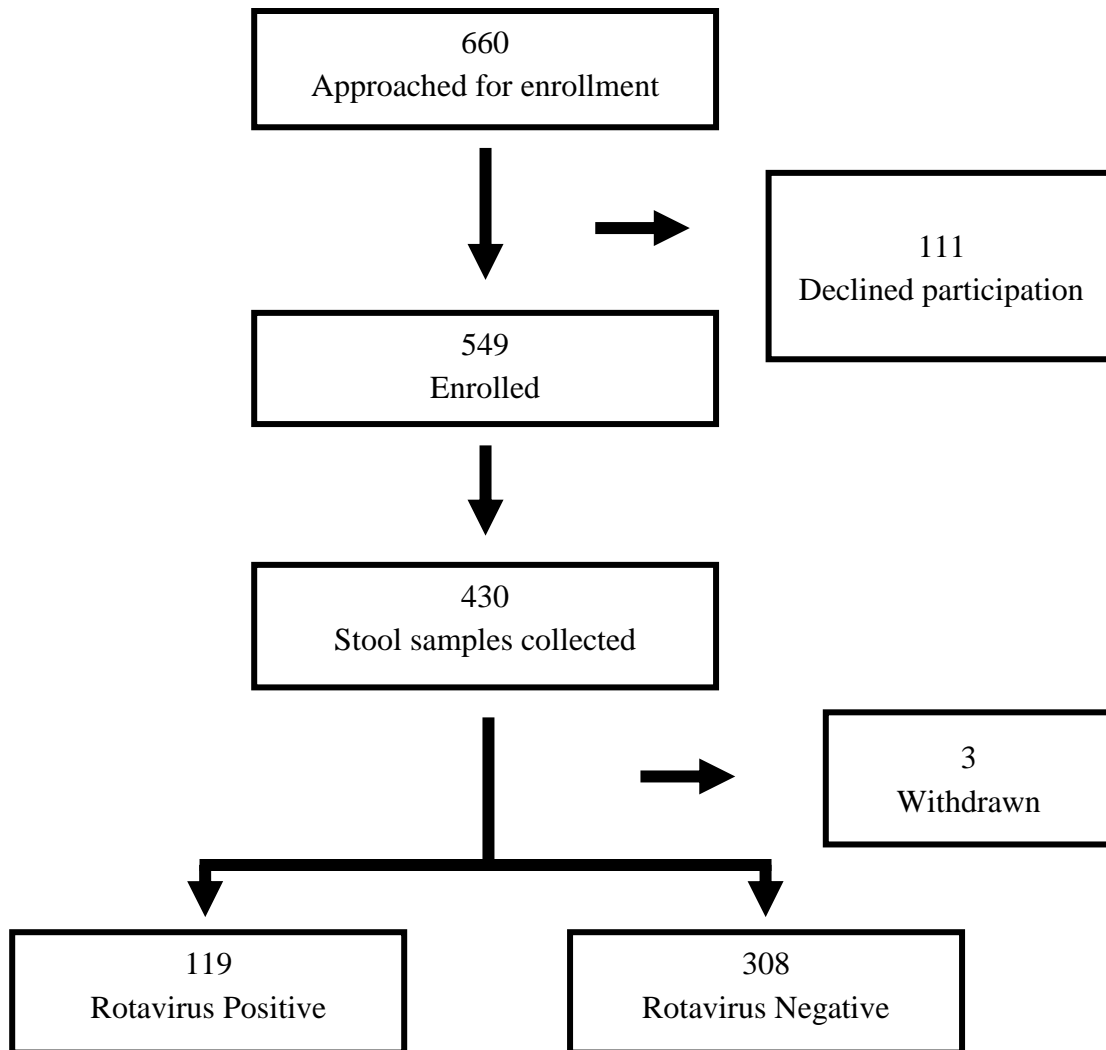 660
Approached for enrollment
111
Declined participation
549
Enrolled
430
Stool samples collected
3
Withdrawn
119
Rotavirus Positive
308
Rotavirus Negative